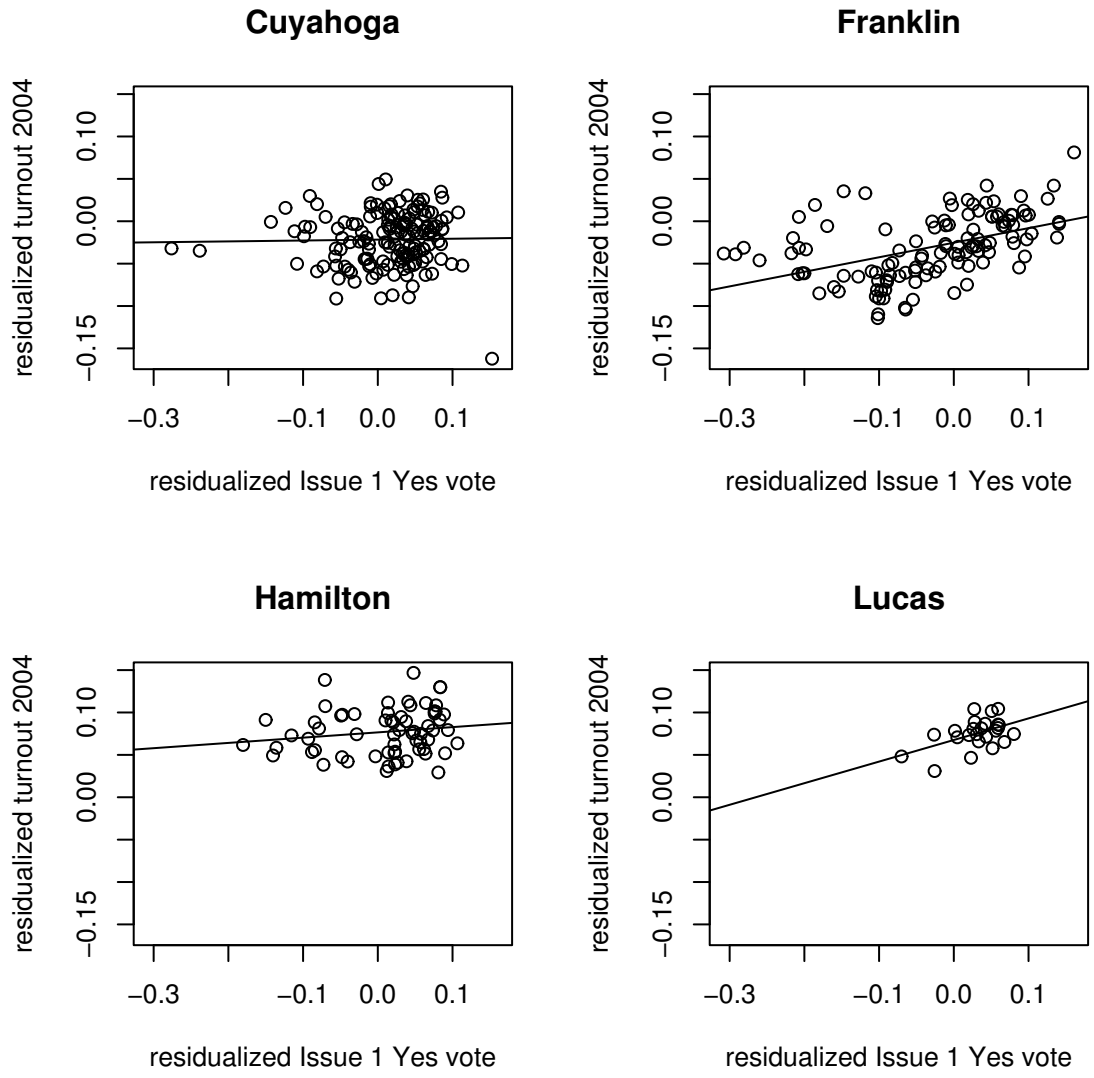 Cuyahoga
residualized turnout 2004
0.10
0.00
−0.15
−0.3
−0.1
0.0
0.1
residualized Issue 1 Yes vote
Franklin
residualized turnout 2004
0.10
0.00
−0.15
−0.3
−0.1
0.0
0.1
residualized Issue 1 Yes vote
Hamilton
residualized turnout 2004
0.10
0.00
−0.15
−0.3
−0.1
0.0
0.1
residualized Issue 1 Yes vote
Lucas
residualized turnout 2004
0.10
0.00
−0.15
−0.3
−0.1
0.0
0.1
residualized Issue 1 Yes vote